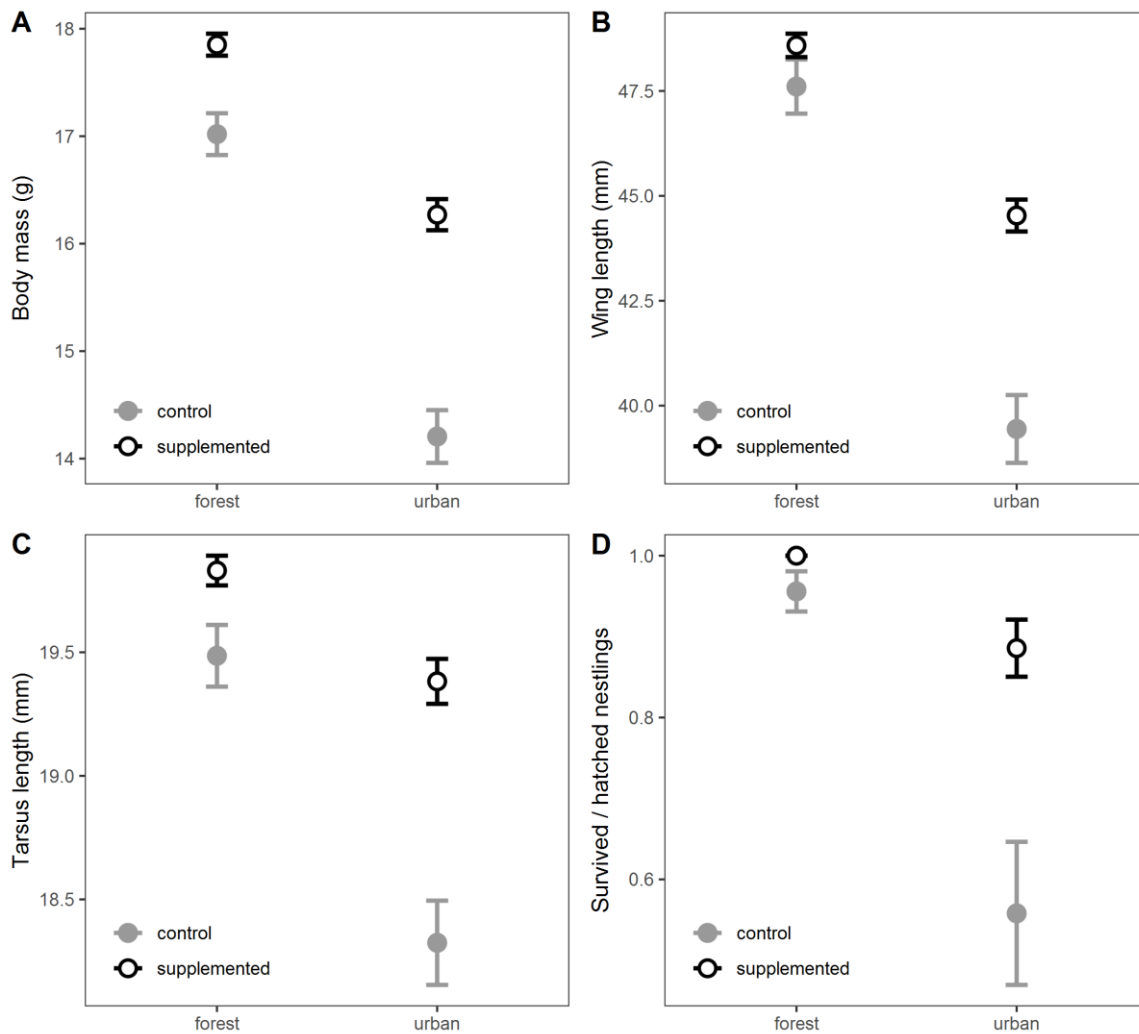 A
Body mass (g)
18
17
16
15
14
control
supplemented
forest
urban
B
Wing length (mm)
47.5
45.0
42.5
40.0
control
supplemented
forest
urban
C
Tarsus length (mm)
19.5
19.0
18.5
control
supplemented
forest
urban
D
Survived / hatched nestlings
1.0
0.8
0.6
control
supplemented
forest
urban